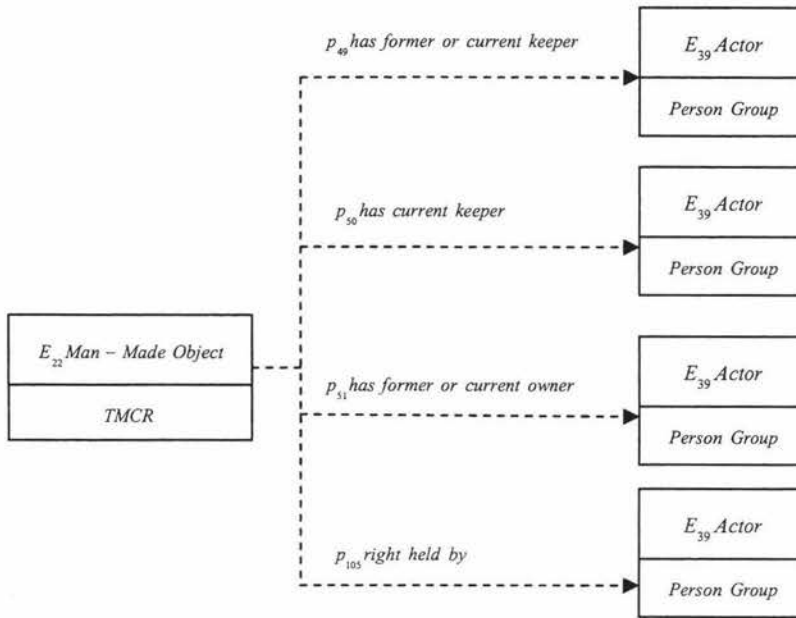 p₄₉ has former or current keeper
E₃₉ Actor
Person Group
p₅₀ has current keeper
E₃₉ Actor
Person Group
E₂₂ Man – Made Object
TMCR
p₅₁ has former or current owner
E₃₉ Actor
Person Group
p₁₀₅ right held by
E₃₉ Actor
Person Group